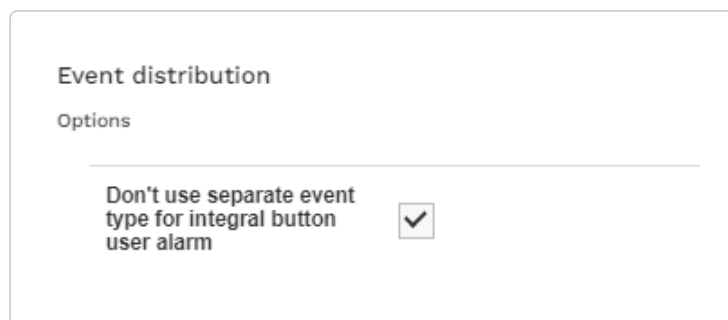 Event distribution
Options
Don't use separate event
type for integral button
user alarm